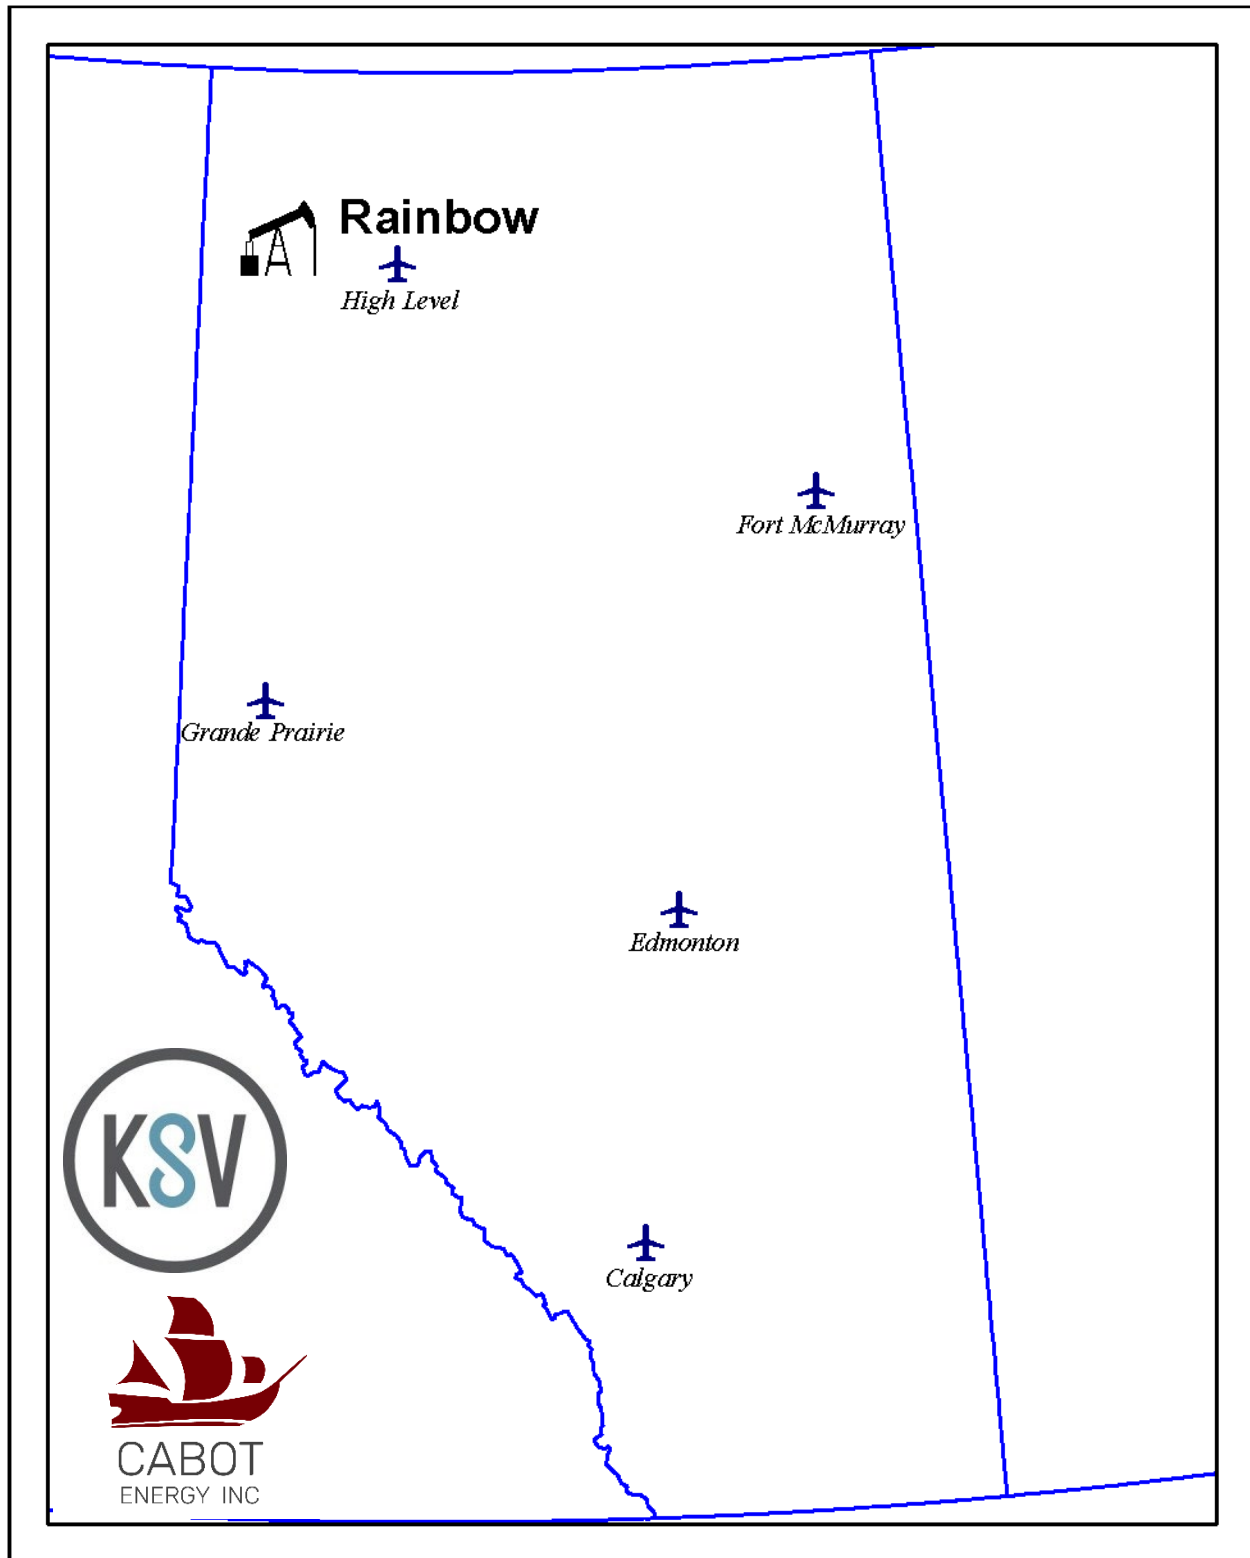 Rainbow
High Level
Fort McMurray
Grande Prairie
Edmonton
KSV
Calgary
CABOT
ENERGY INC